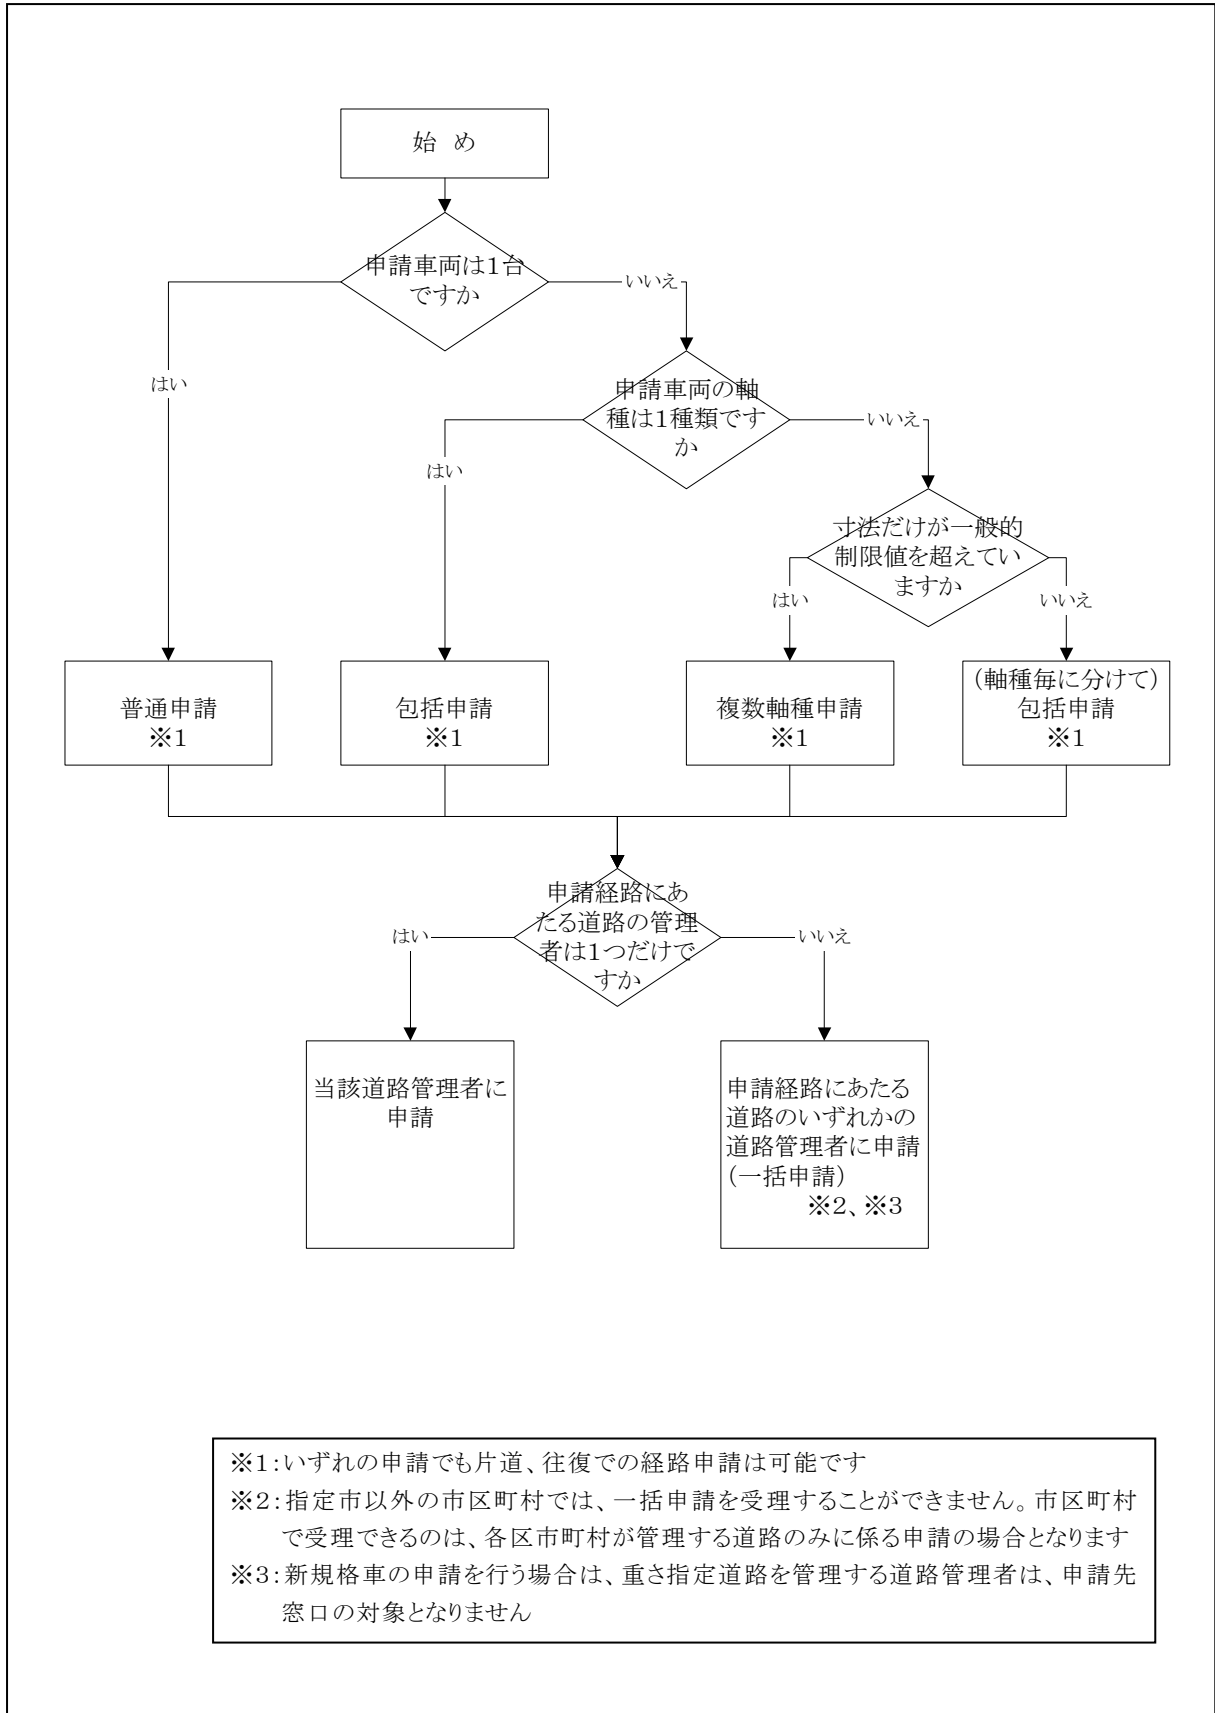 始 め
申請車両は1台
ですか
いいえ
はい
申請車両の軸
種は1種類です
か
いいえ
はい
寸法だけが一般的
制限値を超えてい
ますか
はい
いいえ
普通申請
※1
包括申請
※1
複数軸種申請
※1
(軸種毎に分けて)
包括申請
※1
申請経路にあ
たる道路の管理
者は1つだけで
すか
はい
いいえ
当該道路管理者に
申請
申請経路にあたる
道路のいずれかの
道路管理者に申請
(一括申請)
※2、※3
※1:いずれの申請でも片道、往復での経路申請は可能です
※2:指定市以外の市区町村では、一括申請を受理することができません。市区町村
で受理できるのは、各区市町村が管理する道路のみに係る申請の場合となります
※3:新規格車の申請を行う場合は、重さ指定道路を管理する道路管理者は、申請先
窓口の対象となりません